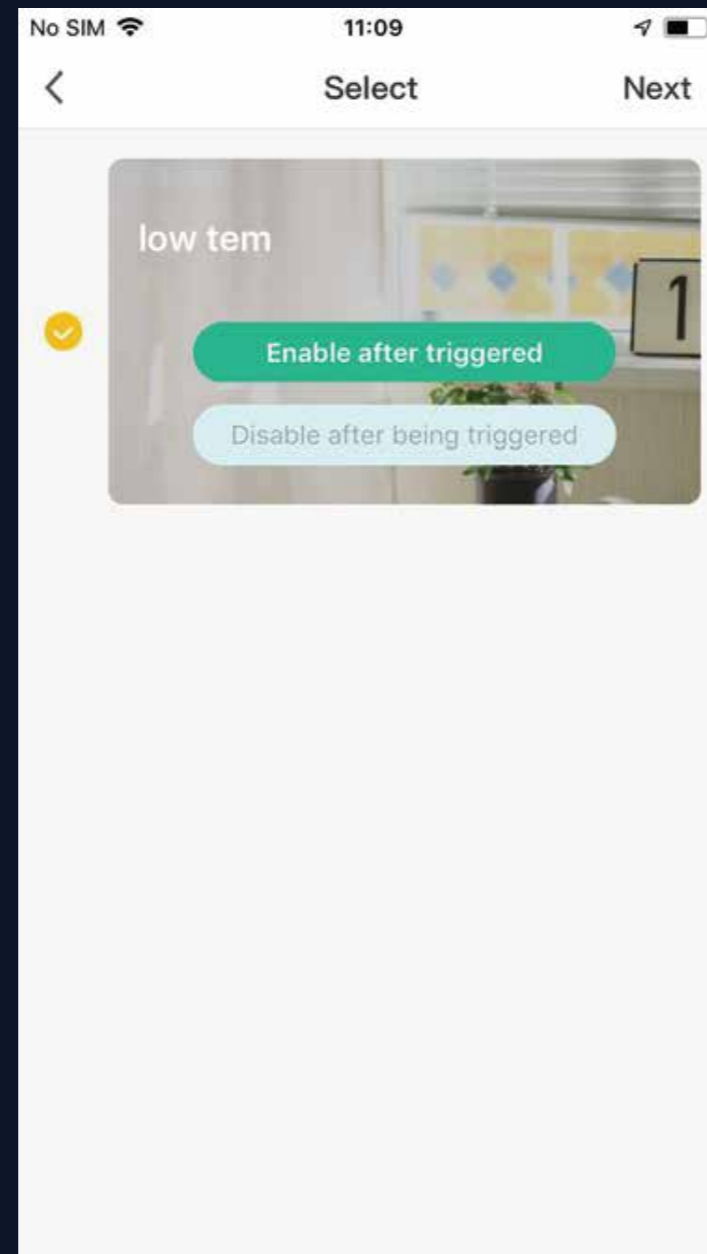 No SIM 11:09
Select Next
low tem
1
Enable after triggered
Disable after being triggered